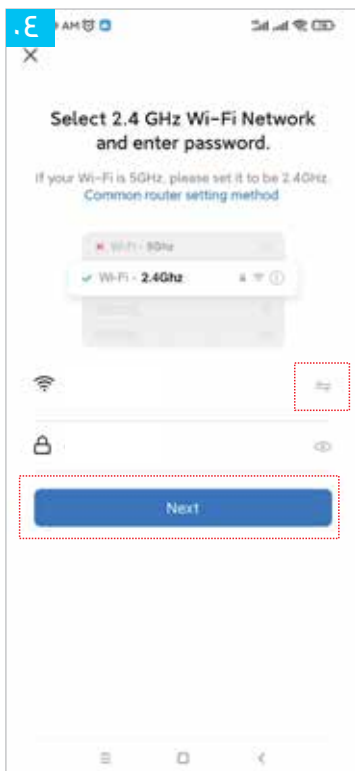 .٤
AM
Select 2.4 GHz Wi-Fi Network
and enter password.
If your Wi-Fi is 5GHz, please set it to be 2.4GHz.
Common router setting method
Wi-Fi - 5Ghz
Wi-Fi - 2.4Ghz
Next